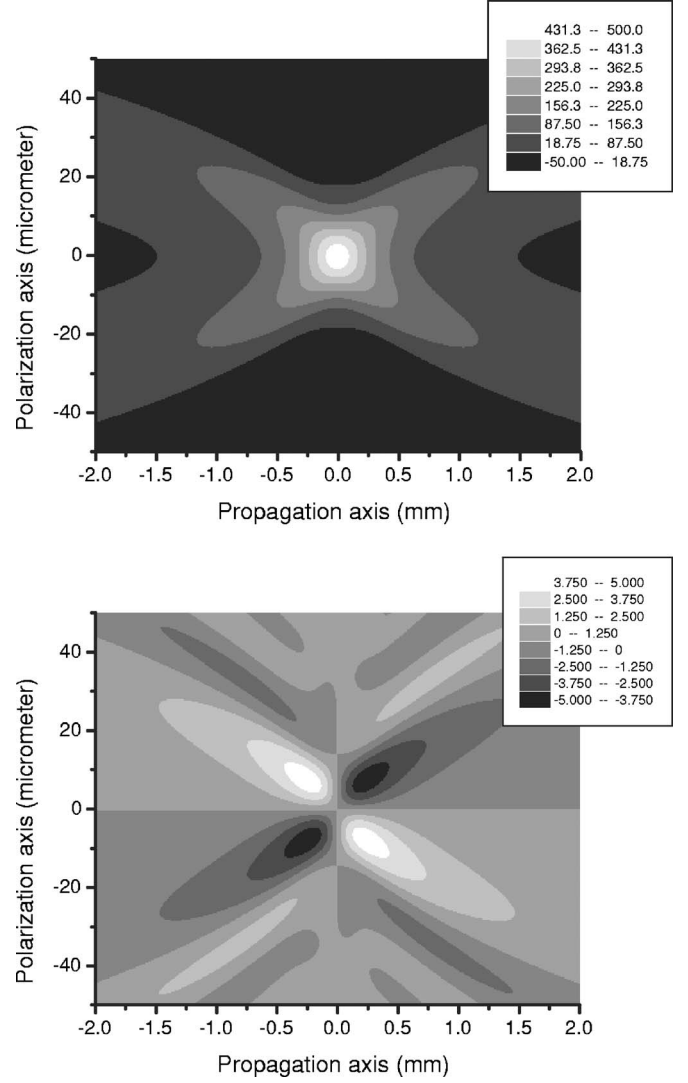 431.3 -- 500.0
362.5 -- 431.3
293.8 -- 362.5
225.0 -- 293.8
156.3 -- 225.0
87.50 -- 156.3
18.75 -- 87.50
-50.00 -- 18.75
Polarization axis (micrometer)
40
20
0
-20
-40
-2.0 -1.5 -1.0 -0.5 0.0 0.5 1.0 1.5 2.0
Propagation axis (mm)
3.750 -- 5.000
2.500 -- 3.750
1.250 -- 2.500
0 -- 1.250
-1.250 -- 0
-2.500 -- -1.250
-3.750 -- -2.500
-5.000 -- -3.750
Polarization axis (micrometer)
40
20
0
-20
-40
-2.0 -1.5 -1.0 -0.5 0.0 0.5 1.0 1.5 2.0
Propagation axis (mm)